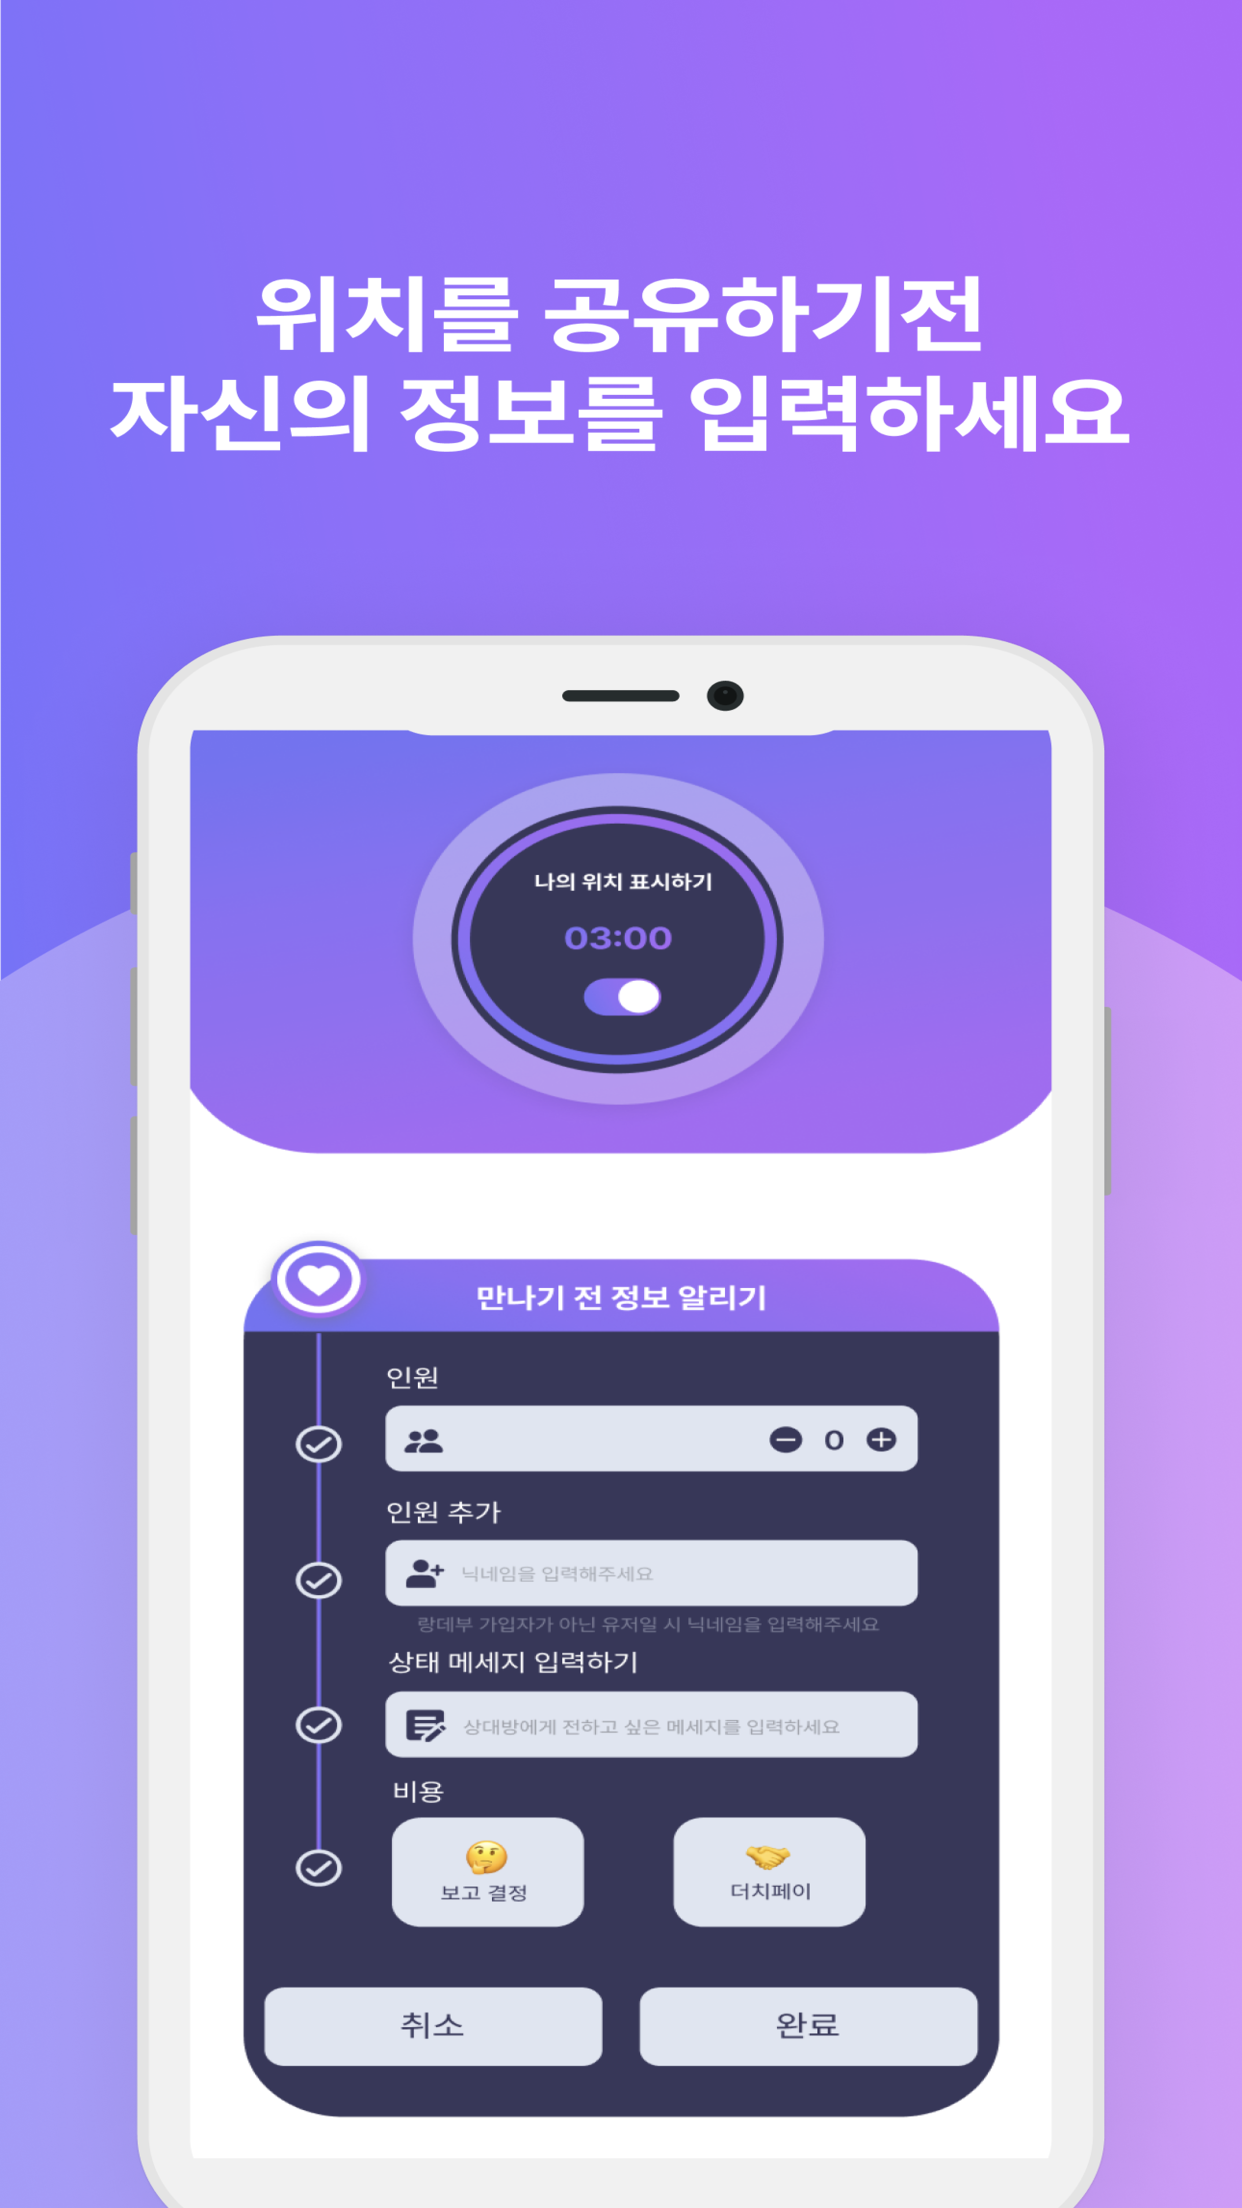 위치를 공유하기전
자신의 정보를 입력하세요
나의 위치 표시하기
03:00
만나기 전 정보 알리기
인원
0
인원 추가
닉네임을 입력해주세요
랑데부 가입자가 아닌 유저일 시 닉네임을 입력해주세요
상태 메세지 입력하기
상대방에게 전하고 싶은 메세지를 입력하세요
비용
보고 결정 더치페이
취소 완료